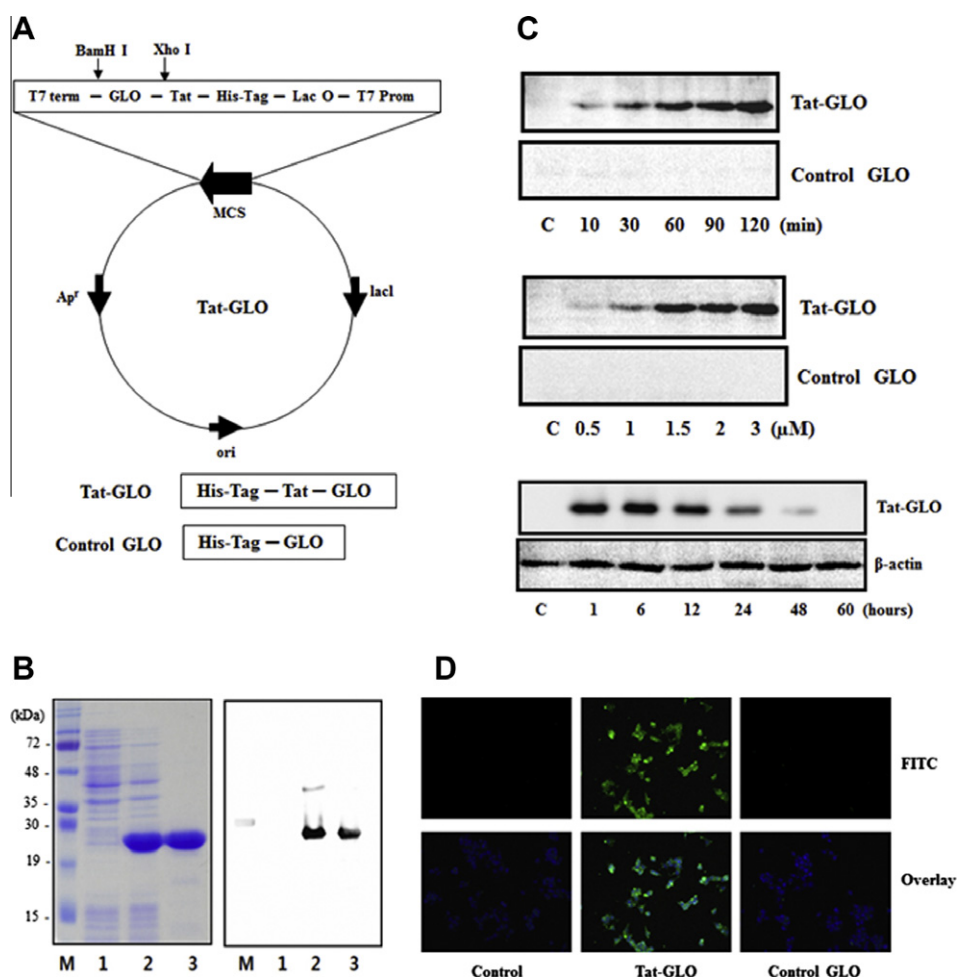 A
BamH I
Xho I
T7 term – GLO – Tat – His-Tag – Lac O – T7 Prom
MCS
Apʳ
lacI
Tat-GLO
ori
Tat-GLO
His-Tag – Tat – GLO
Control GLO
His-Tag – GLO
B
(kDa)
72 -
48 -
35 -
30 -
19 -
15 -
M 1 2 3
M 1 2 3
C
Tat-GLO
Control GLO
C 10 30 60 90 120 (min)
Tat-GLO
Control GLO
C 0.5 1 1.5 2 3 (µM)
Tat-GLO
β-actin
C 1 6 12 24 48 60 (hours)
D
FITC
Overlay
Control Tat-GLO Control GLO